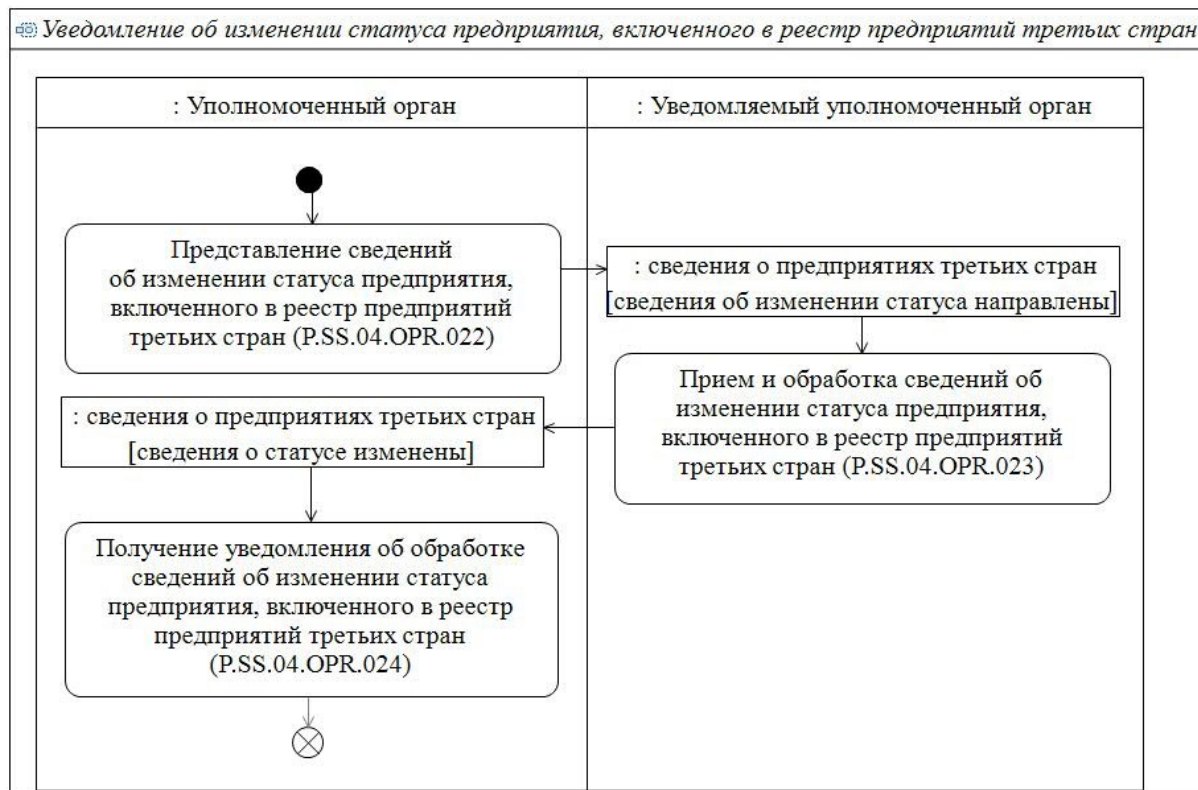 Уведомление об изменении статуса предприятия, включенного в реестр предприятий третьих стран
: Уполномоченный орган
: Уведомляемый уполномоченный орган
Представление сведений
об изменении статуса предприятия,
включенного в реестр предприятий
третьих стран (P.SS.04.OPR.022)
: сведения о предприятиях третьих стран
[сведения об изменении статуса направлены]
Прием и обработка сведений об
изменении статуса предприятия,
включенного в реестр предприятий
третьих стран (P.SS.04.OPR.023)
: сведения о предприятиях третьих стран
[сведения о статусе изменены]
Получение уведомления об обработке
сведений об изменении статуса
предприятия, включенного в реестр
предприятий третьих стран
(P.SS.04.OPR.024)